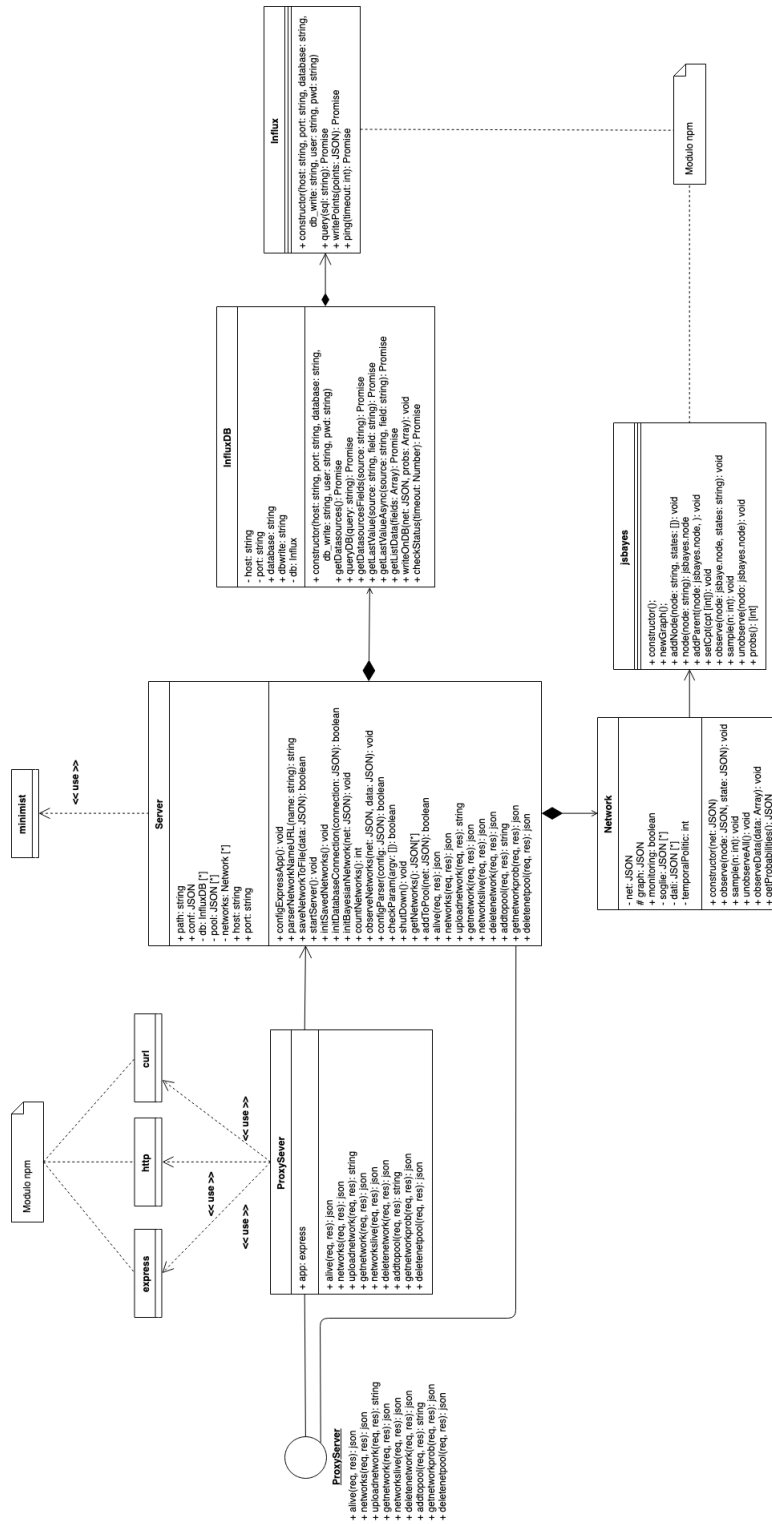 Modulo npm
express
http
curl
<< use >>
<< use >>
<< use >>
minimist
<< use >>
ProxyServer
+ alive(req, res): json
+ networks(req, res): json
+ uploadnetwork(req, res): string
+ getnetwork(req, res): json
+ networkslive(req, res): json
+ deletenetwork(req, res): json
+ addtopool(req, res): string
+ getnetworkprob(req, res): json
+ deletenetpool(req, res): json
ProxySever
+ app: express
+ alive(req, res): json
+ networks(req, res): json
+ uploadnetwork(req, res): string
+ getnetwork(req, res): json
+ networkslive(req, res): json
+ deletenetwork(req, res): json
+ addtopool(req, res): string
+ getnetworkprob(req, res): json
+ deletenetpool(req, res): json
Server
+ path: string
+ conf: JSON
- db: InfluxDB [*]
- pool: JSON [*]
- networks: Network [*]
+ host: string
+ port: string
+ configExpressApp(): void
+ parserNetworkNameURL(name: string): string
+ saveNetworkToFile(data: JSON): boolean
+ startServer(): void
+ initSavedNetworks(): void
+ initDatabaseConnection(connection: JSON): boolean
+ initBayesianNetwork(net: JSON): void
+ countNetworks(): int
+ observeNetworks(net: JSON, data: JSON): void
+ configParser(config: JSON): boolean
+ checkParam(argv: []): boolean
+ shutDown(): void
+ getNetworks(): JSON[*]
+ addToPool(net: JSON): boolean
+ alive(req, res): json
+ networks(req, res): json
+ uploadnetwork(req, res): string
+ getnetwork(req, res): json
+ networkslive(req, res): json
+ deletenetwork(req, res): json
+ addtopool(req, res): string
+ getnetworkprob(req, res): json
+ deletenetpool(req, res): json
InfluxDB
- host: string
- port: string
+ database: string
+ dbwrite: string
- db: Influx
+ constructor(host: string, port: string, database: string,
db_write: string, user: string, pwd: string)
+ getDatasources(): Promise
+ queryDB(query: string): Promise
+ getDatasourcesFields(source: string): Promise
+ getLastValue(source: string, field: string): Promise
+ getLastValueAsync(source: string, field: string): Promise
+ getListData(fields: Array): Promise
+ writeOnDB(net: JSON, probs: Array): void
+ checkStatus(timeout: Number): Promise
Influx
+ constructor(host: string, port: string, database: string,
db_write: string, user: string, pwd: string)
+ query(sql: string): Promise
+ writePoints(points: JSON): Promise
+ ping(timeout: int): Promise
Network
- net: JSON
# graph: JSON
+ monitoring: boolean
- soglie: JSON [*]
- dati: JSON [*]
- temporalPolitic: int
+ constructor(net: JSON)
+ observe(node: JSON, state: JSON): void
+ sample(n: int): void
+ unobserveAll(): void
+ observeData(data: Array): void
+ getProbabilities(): JSON
jsbayes
+ constructor();
+ newGraph();
+ addNode(node: string, states: []): void
+ node(node: string): jsbayes.node
+ addParent(node: jsbayes.node, ): void
+ setCpt(cpt [int]): void
+ observe(node: jsbaye.node, states: string): void
+ sample(n: int): void
+ unobserve(nodo: jsbayes.node): void
+ probs(): [int]
Modulo npm